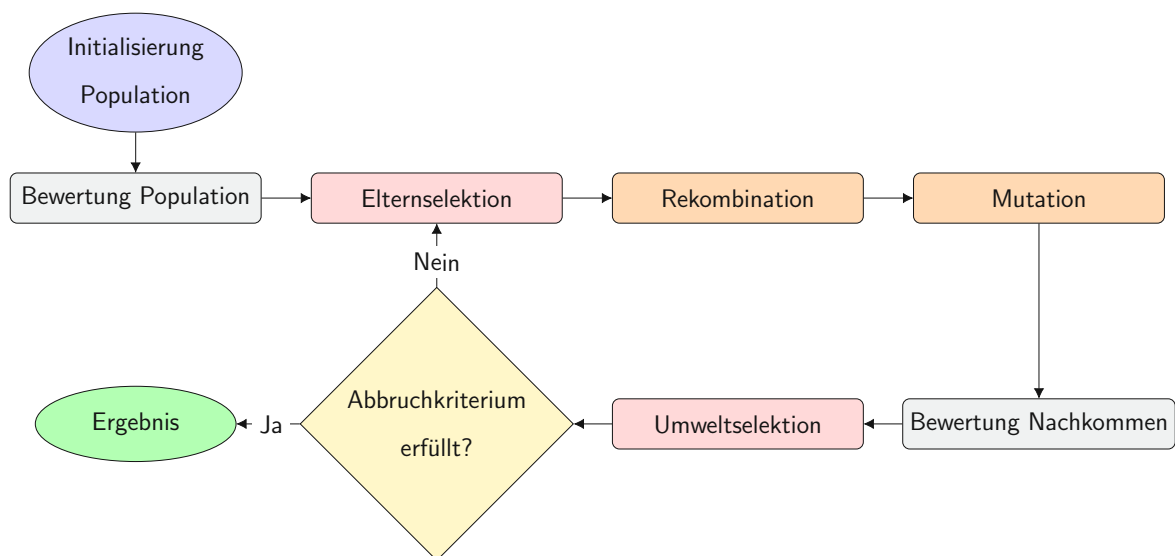 Initialisierung
Population
Bewertung Population
Elternselektion
Rekombination
Mutation
Nein
Abbruchkriterium
erfüllt?
Ergebnis
Ja
Umweltselektion
Bewertung Nachkommen